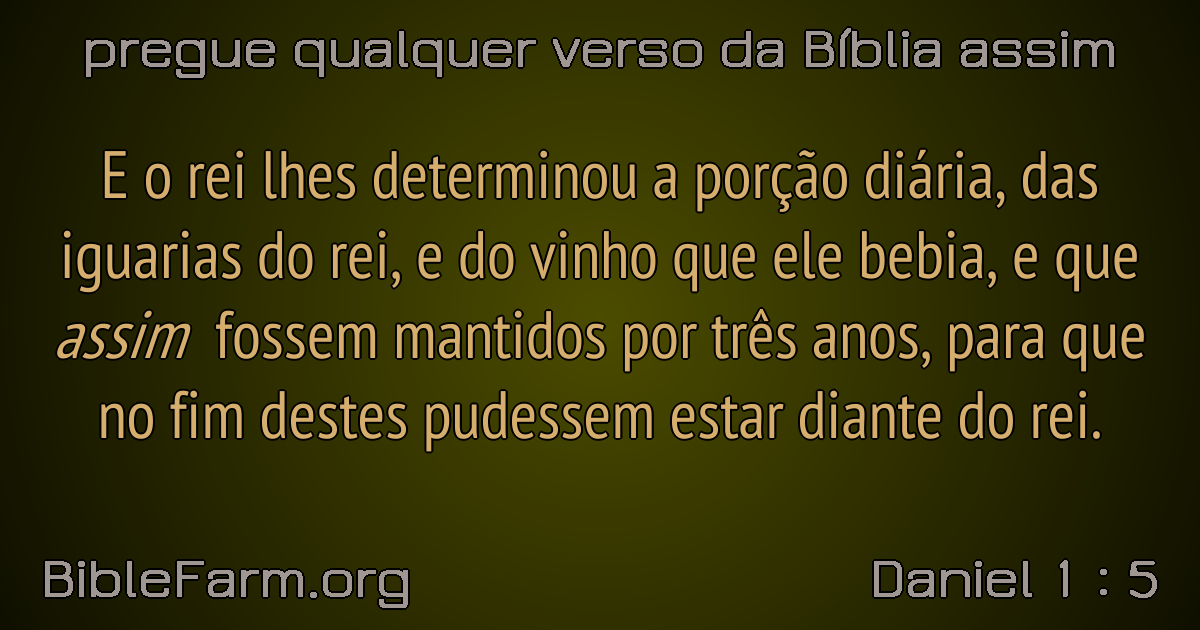 pregue qualquer verso da Bíblia assim
E o rei lhes determinou a porção diária, das
iguarias do rei, e do vinho que ele bebia, e que
assim fossem mantidos por três anos, para que
no fim destes pudessem estar diante do rei.
BibleFarm.org
Daniel 1 : 5